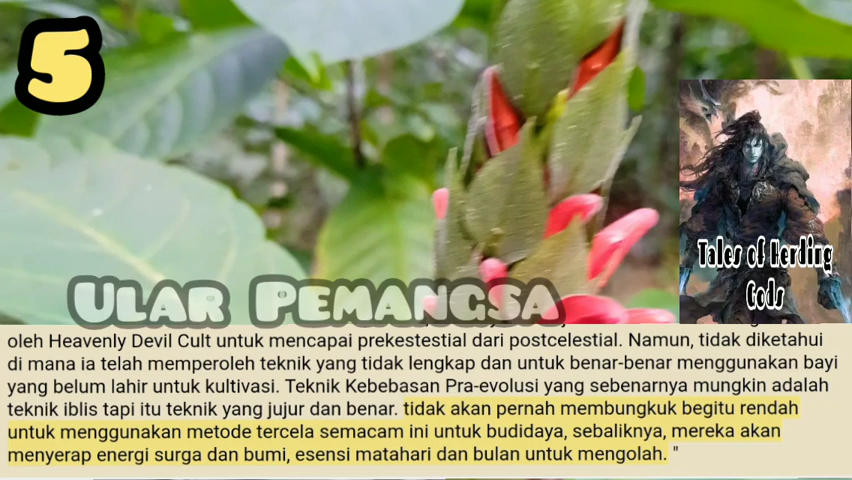 5
Tales of Herding
Gods
Ular Pemangsa
oleh Heavenly Devil Cult untuk mencapai prekestestial dari postcelestial. Namun, tidak diketahui
di mana ia telah memperoleh teknik yang tidak lengkap dan untuk benar-benar menggunakan bayi
yang belum lahir untuk kultivasi. Teknik Kebebasan Pra-evolusi yang sebenarnya mungkin adalah
teknik iblis tapi itu teknik yang jujur dan benar. tidak akan pernah membungkuk begitu rendah
untuk menggunakan metode tercela semacam ini untuk budidaya, sebaliknya, mereka akan
menyerap energi surga dan bumi, esensi matahari dan bulan untuk mengolah. "